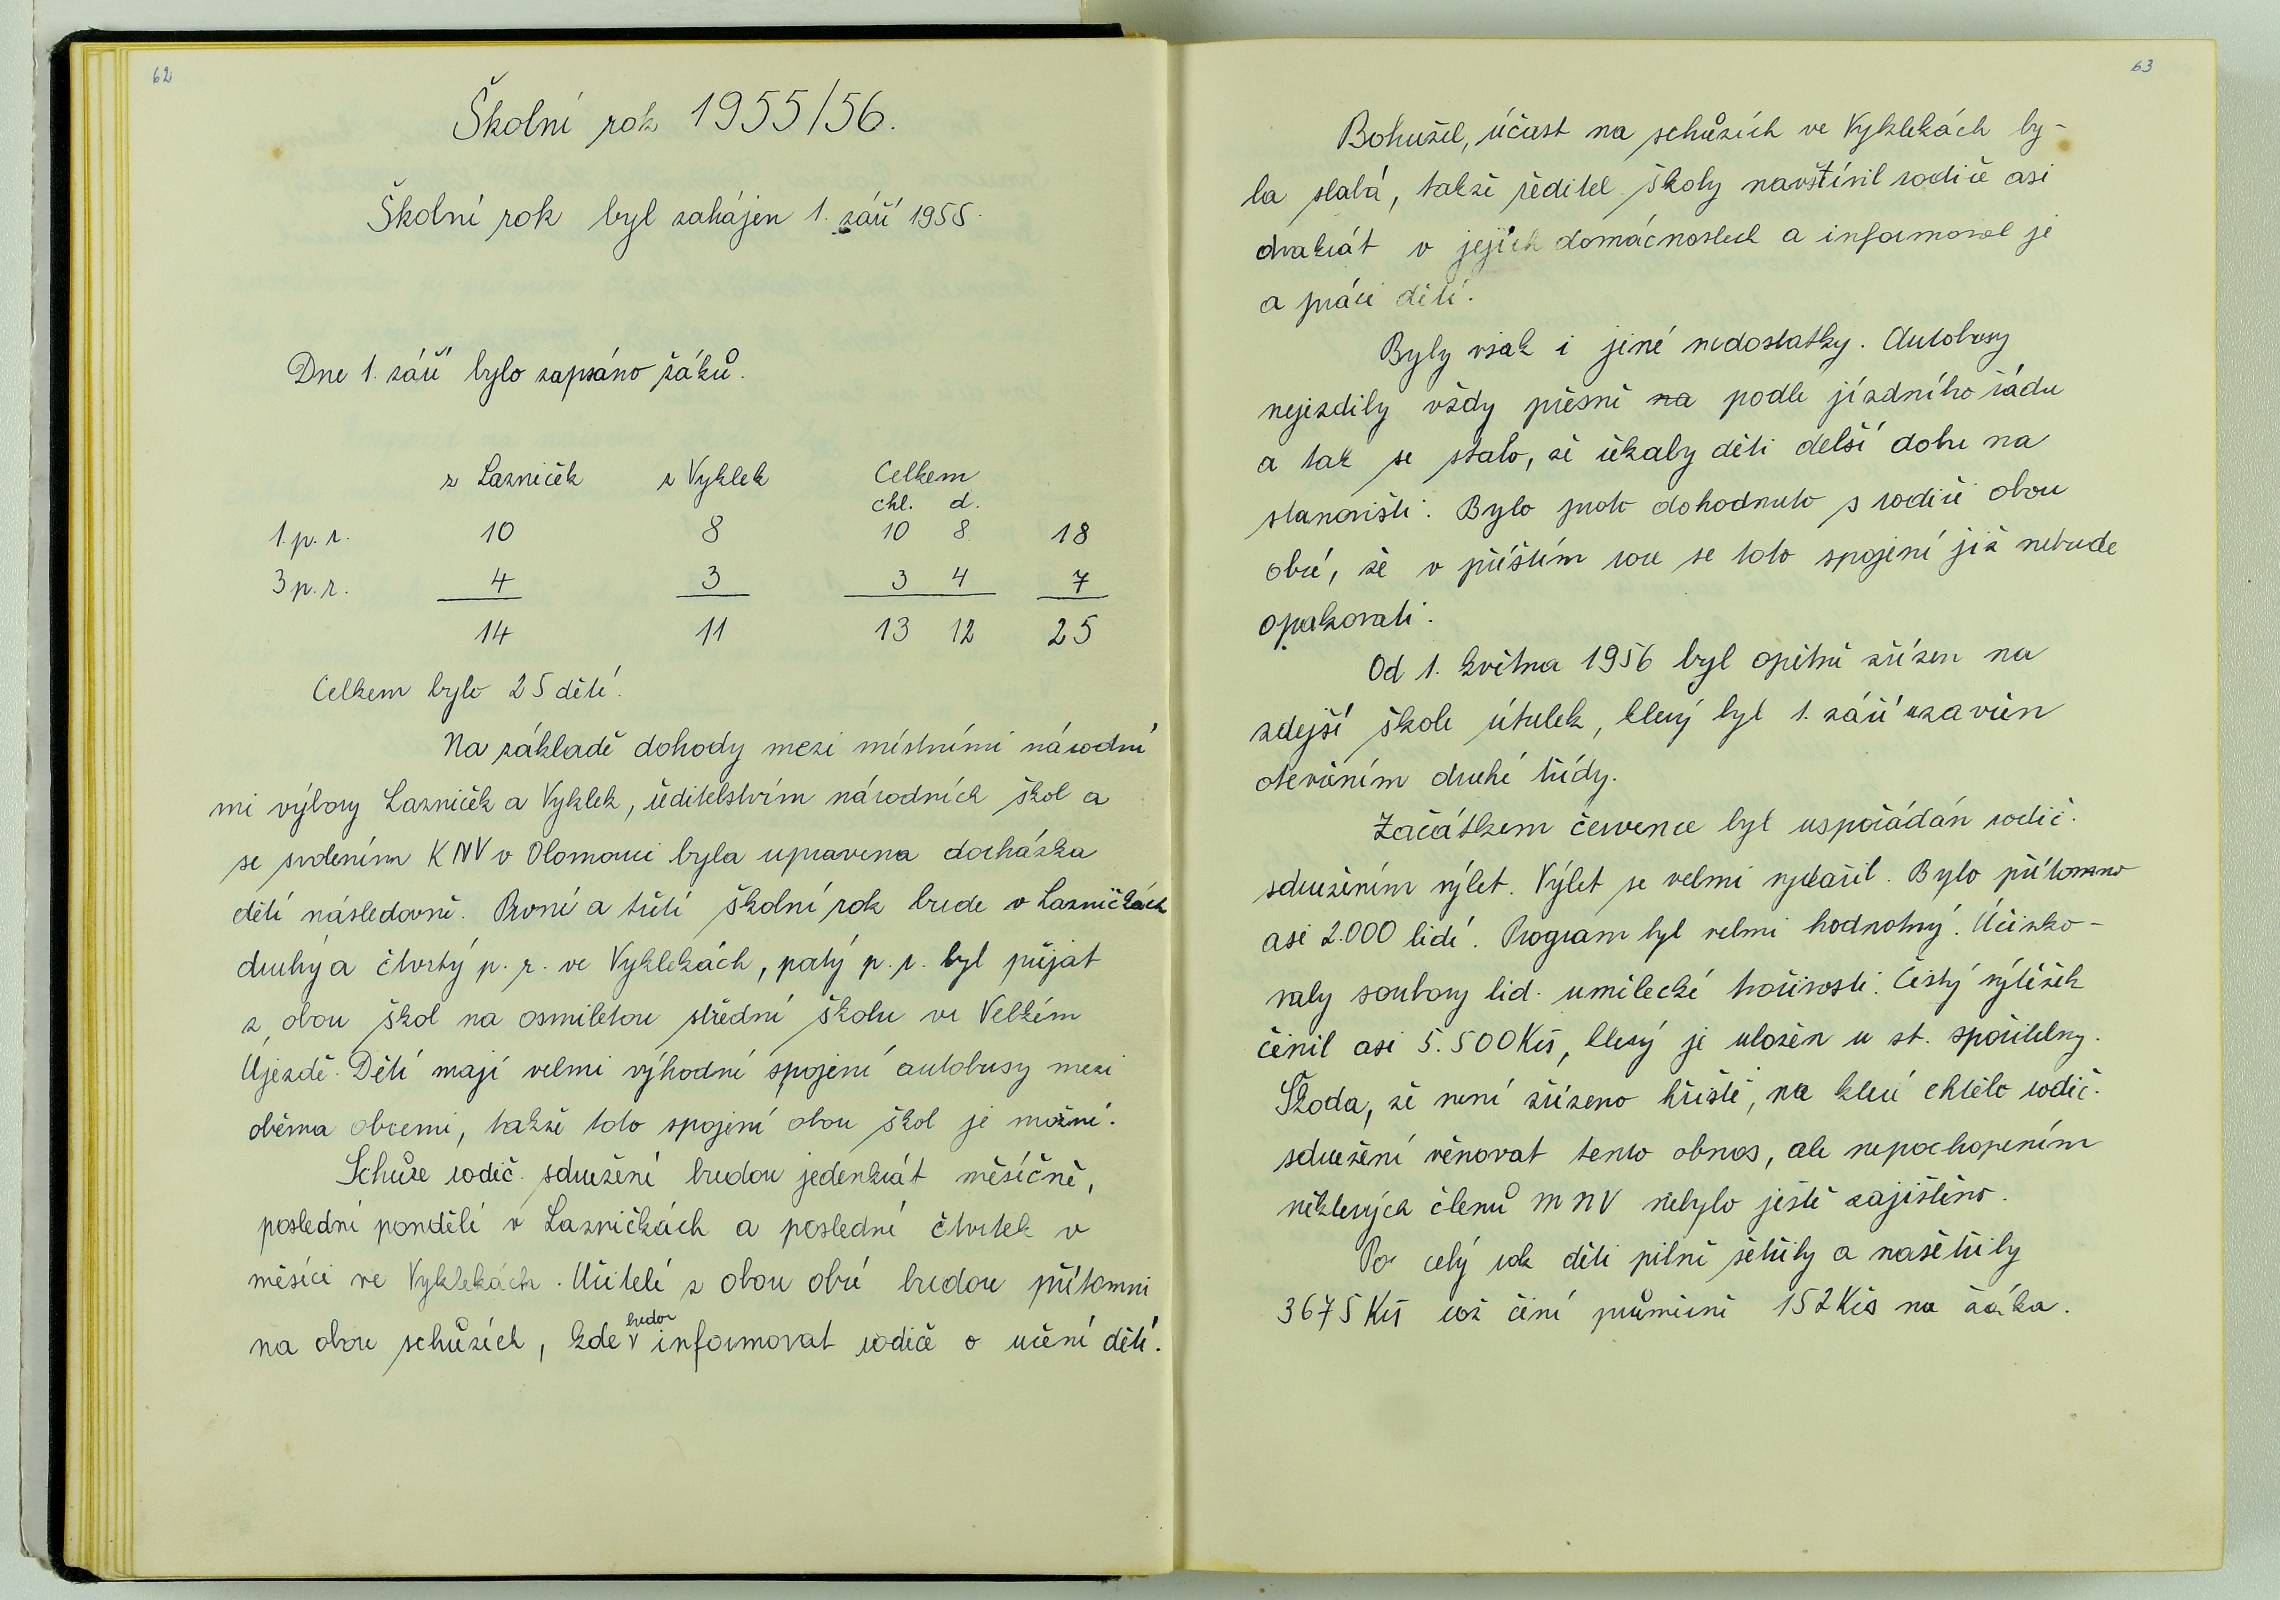 62
Školní rok 1955/56.
Školní rok byl zahájen 1. září 1955.
Dne 1. září bylo zapsáno žáků.
z Lazniček z Vyklek Celkem
chl. d.
1. p. r. 10 8 10 8 18
3 p. r. 4 3 3 4 7
14 11 13 12 25
Celkem bylo 25 dětí.
Na základě dohody mezi místními národní
mi výbory Lazniček a Vyklek, ředitelstvím národních škol a
se svolením KNV v Olomouci byla upravena docházka
dětí následovně. První a třetí školní rok bude v Lazničkách
druhý a čtvrtý p. r. ve Vyklekách, patý p. r. byl přijat
z obou škol na osmiletou střední školu ve Velkém
Újezdě. Děti mají velmi výhodné spojení autobusy mezi
oběma obcemi, takže toto spojení obou škol je možné.
Schůze rodič. sdružení budou jedenkrát měsíčně,
poslední pondělí v Lazničkách a poslední čtvrtek v
měsíci ve Vyklekách. Učitelé z obou obcí budou přítomni
na obou schůzích, kde budou informovat rodiče o učení dětí.
63
Bohužel, účast na schůzích ve Vyklekách by-
la slabá, takže ředitel školy navštívil rodiče asi
dvakrát v jejich domácnostech a informoval je
a práci dětí.
Byly však i jiné nedostatky. Autobusy
nejezdily vždy přesně na podle jízdního řádu
a tak se stalo, že čekaly děti delší dobu na
stanovišti. Bylo proto dohodnuto s rodiči obou
obcí, že v příštím roce se toto spojení již nebude
opakovati.
Od 1. května 1956 byl opětně zřízen na
zdejší škole útulek, který byl 1. září uzavřen
otevřením druhé třídy.
Začátkem července byl uspořádán rodič.
sdružením výlet. Výlet se velmi vydařil. Bylo přítomno
asi 2.000 lidí. Program byl velmi hodnotný. Účinko-
valy soubory lid. umělecké tvořivosti. Čistý výtěžek
činil asi 5.500 Kčs, který je uložen u st. spořitelny.
Škoda, že není zřízeno hřiště, na které chtělo rodič.
sdružení věnovat tento obnos, ale nepochopením
některých členů MNV nebylo ještě zajištěno.
Po celý rok děti pilně šetřily a našetřily
3675 Kčs což činí průměrně 152 Kčs na žáka.